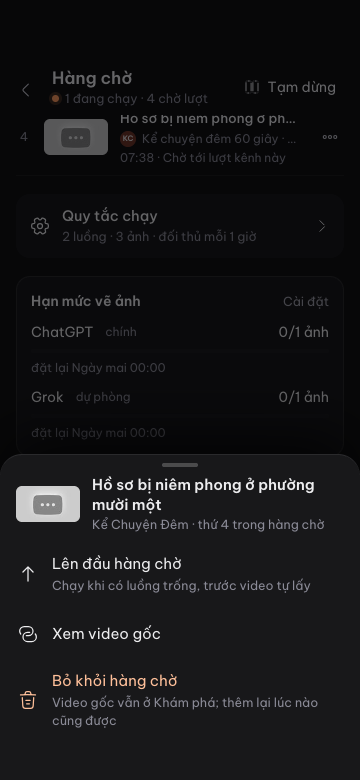 Hàng chờ
1 đang chạy · 4 chờ lượt
Tạm dừng
4
Hồ sơ bị niêm phong ở ph...
KC
Kể chuyện đêm 60 giây · ...
07:38 · Chờ tới lượt kênh này
Quy tắc chạy
2 luồng · 3 ảnh · đối thủ mỗi 1 giờ
Hạn mức vẽ ảnh
Cài đặt
ChatGPT chính
0/1 ảnh
đặt lại Ngày mai 00:00
Grok dự phòng
0/1 ảnh
đặt lại Ngày mai 00:00
Hồ sơ bị niêm phong ở phường
mười một
Kể Chuyện Đêm · thứ 4 trong hàng chờ
Lên đầu hàng chờ
Chạy khi có luồng trống, trước video tự lấy
Xem video gốc
Bỏ khỏi hàng chờ
Video gốc vẫn ở Khám phá; thêm lại lúc nào
cũng được